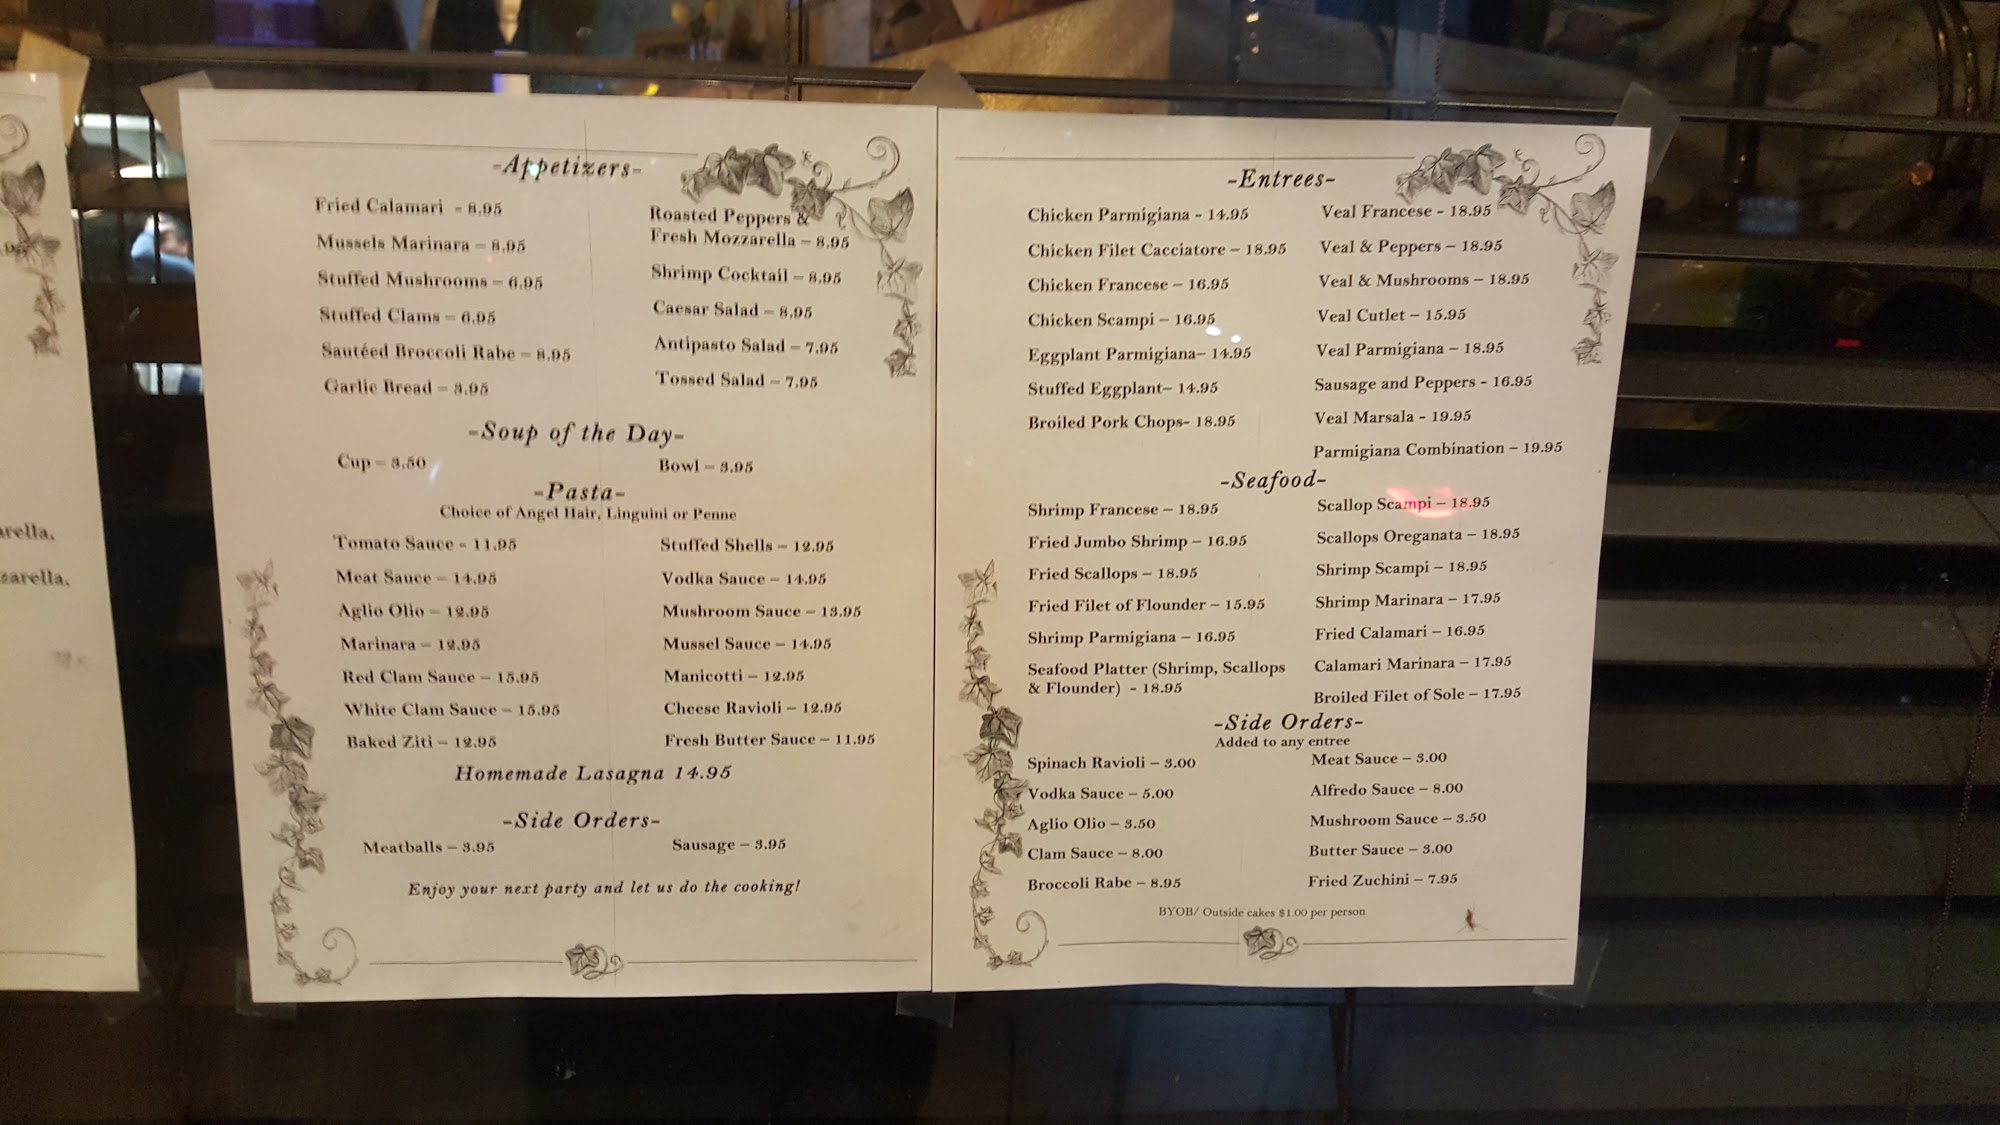 arella.
zarella.
-Appetizers-
Fried Calamari - 8.95
Mussels Marinara – 8.95
Stuffed Mushrooms – 6.95
Stuffed Clams – 6.95
Sautéed Broccoli Rabe – 8.95
Garlic Bread – 3.95
Roasted Peppers &
Fresh Mozzarella – 8.95
Shrimp Cocktail – 8.95
Caesar Salad – 8.95
Antipasto Salad – 7.95
Tossed Salad – 7.95
-Soup of the Day-
Cup – 3.50
Bowl – 3.95
-Pasta-
Choice of Angel Hair, Linguini or Penne
Tomato Sauce - 11.95
Meat Sauce – 14.95
Aglio Olio – 12.95
Marinara – 12.95
Red Clam Sauce – 15.95
White Clam Sauce – 15.95
Baked Ziti – 12.95
Stuffed Shells – 12.95
Vodka Sauce – 14.95
Mushroom Sauce – 13.95
Mussel Sauce – 14.95
Manicotti – 12.95
Cheese Ravioli – 12.95
Fresh Butter Sauce – 11.95
Homemade Lasagna 14.95
-Side Orders-
Meatballs – 3.95
Sausage – 3.95
Enjoy your next party and let us do the cooking!
-Entrees-
Chicken Parmigiana - 14.95
Chicken Filet Cacciatore – 18.95
Chicken Francese – 16.95
Chicken Scampi – 16.95
Eggplant Parmigiana– 14.95
Stuffed Eggplant– 14.95
Broiled Pork Chops- 18.95
Veal Francese - 18.95
Veal & Peppers – 18.95
Veal & Mushrooms – 18.95
Veal Cutlet – 15.95
Veal Parmigiana – 18.95
Sausage and Peppers - 16.95
Veal Marsala - 19.95
Parmigiana Combination – 19.95
-Seafood-
Shrimp Francese – 18.95
Fried Jumbo Shrimp – 16.95
Fried Scallops – 18.95
Fried Filet of Flounder – 15.95
Shrimp Parmigiana – 16.95
Seafood Platter (Shrimp, Scallops
& Flounder) - 18.95
Scallop Scampi – 18.95
Scallops Oreganata – 18.95
Shrimp Scampi – 18.95
Shrimp Marinara – 17.95
Fried Calamari – 16.95
Calamari Marinara – 17.95
Broiled Filet of Sole – 17.95
-Side Orders-
Added to any entree
Spinach Ravioli – 3.00
Vodka Sauce – 5.00
Aglio Olio – 3.50
Clam Sauce – 8.00
Broccoli Rabe – 8.95
Meat Sauce – 3.00
Alfredo Sauce – 8.00
Mushroom Sauce – 3.50
Butter Sauce – 3.00
Fried Zuchini – 7.95
BYOB/ Outside cakes $1.00 per person